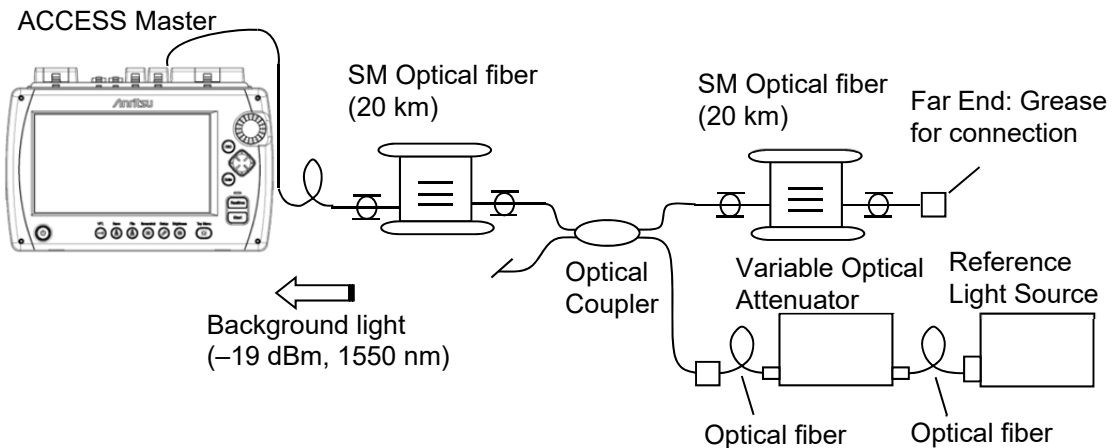 ACCESS Master
Anritsu
SM Optical fiber
(20 km)
SM Optical fiber
(20 km)
Far End: Grease
for connection
Optical
Coupler
Variable Optical
Attenuator
Reference
Light Source
Background light
(–19 dBm, 1550 nm)
Optical fiber
Optical fiber